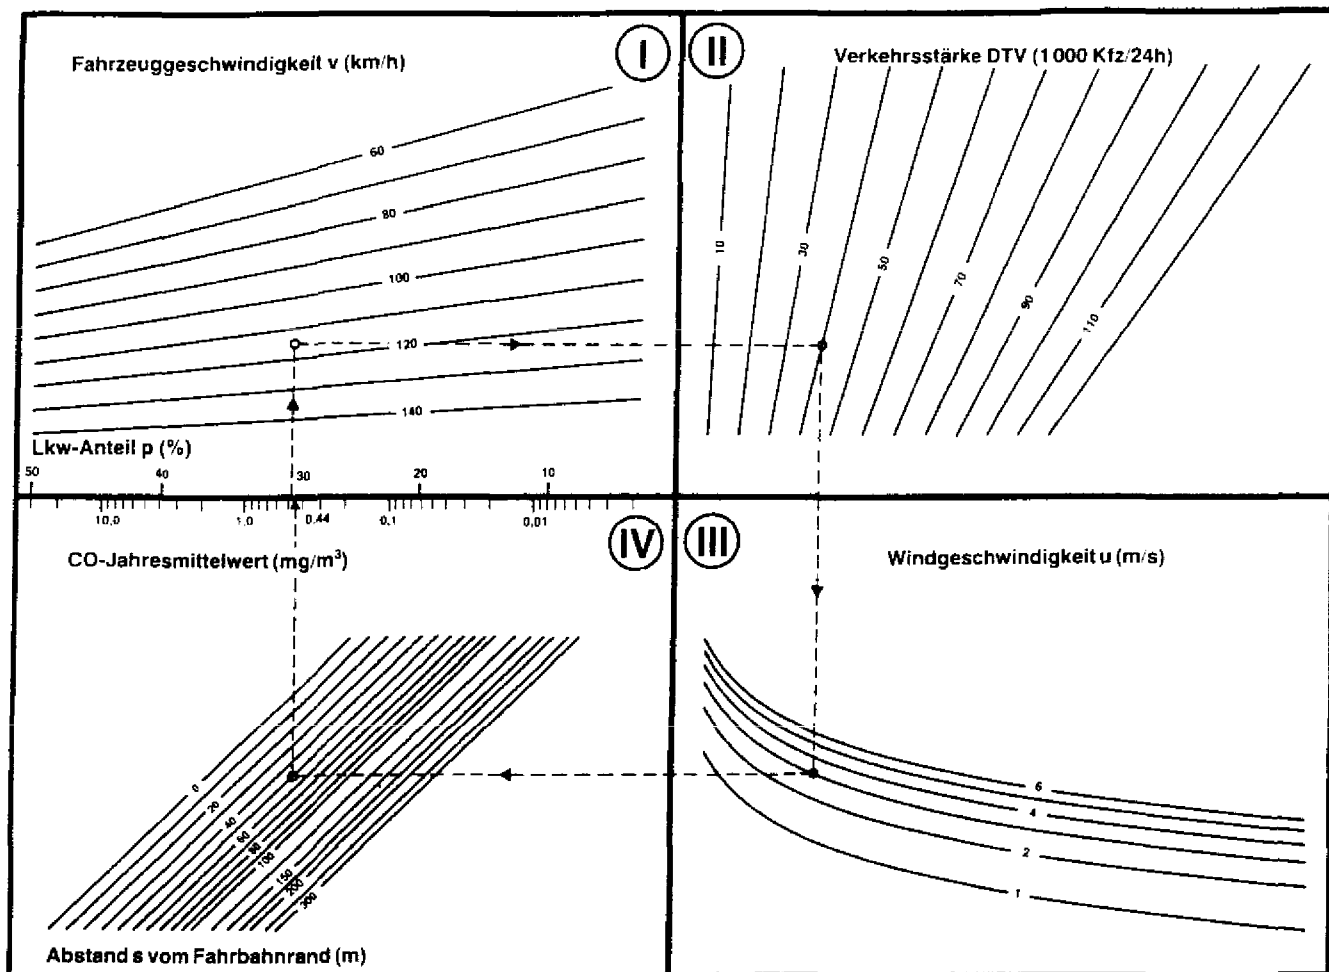 Fahrzeuggeschwindigkeit v (km/h)
I
60
80
100
120
140
Lkw-Anteil p (%)
50 40 30 20 10
II
Verkehrsstärke DTV (1000 Kfz/24h)
10
30
50
70
90
110
10,0 1,0 0,44 0,1 0,01
CO-Jahresmittelwert (mg/m³)
IV
0
20
40
60
80
100
150
200
300
Abstand s vom Fahrbahnrand (m)
III
Windgeschwindigkeit u (m/s)
6
4
2
1